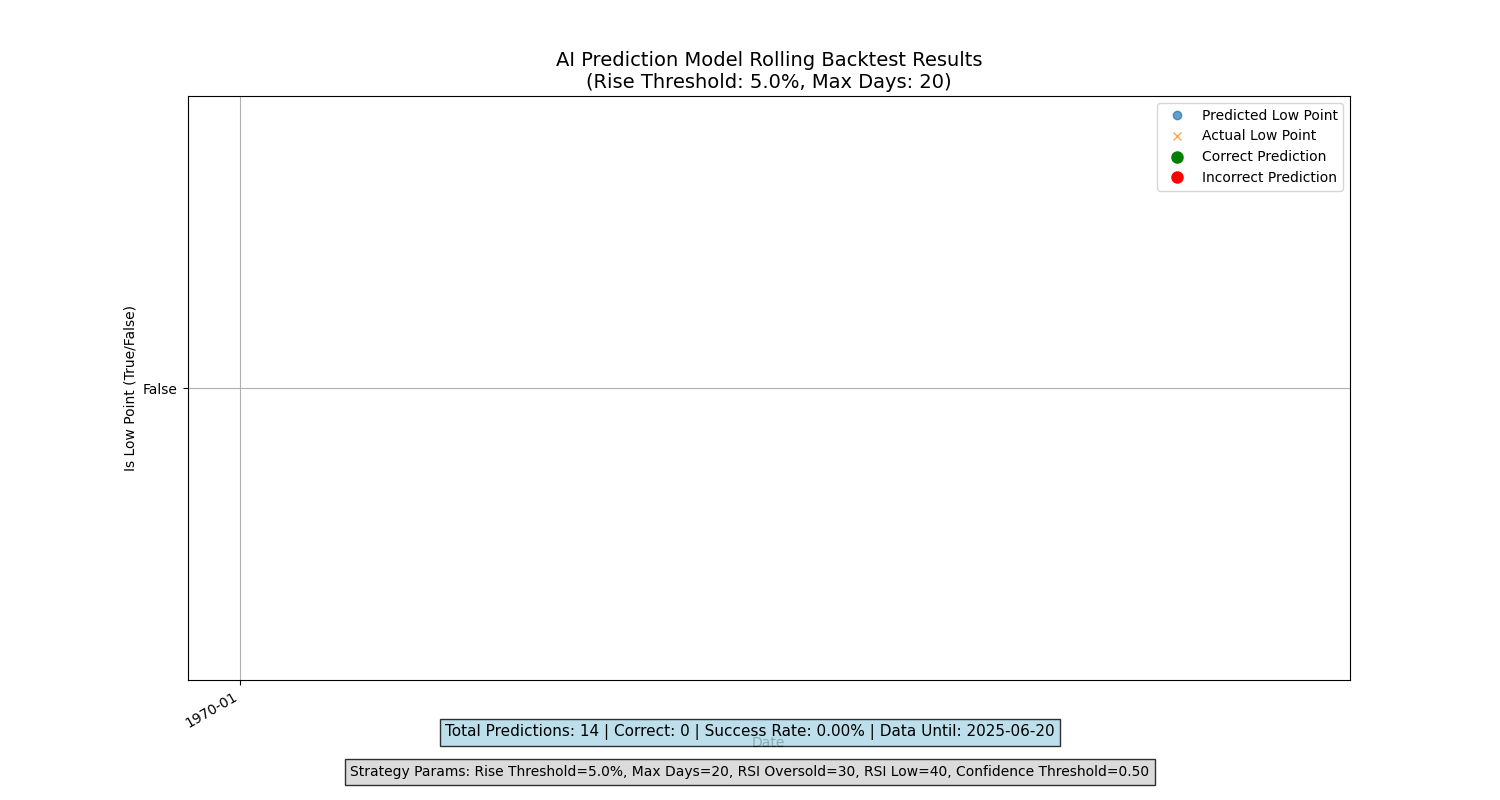 AI Prediction Model Rolling Backtest Results
(Rise Threshold: 5.0%, Max Days: 20)
Predicted Low Point
Actual Low Point
Correct Prediction
Incorrect Prediction
Is Low Point (True/False)
False
1970-01
Total Predictions: 14 | Correct: 0 | Success Rate: 0.00% | Data Until: 2025-06-20
Date
Strategy Params: Rise Threshold=5.0%, Max Days=20, RSI Oversold=30, RSI Low=40, Confidence Threshold=0.50